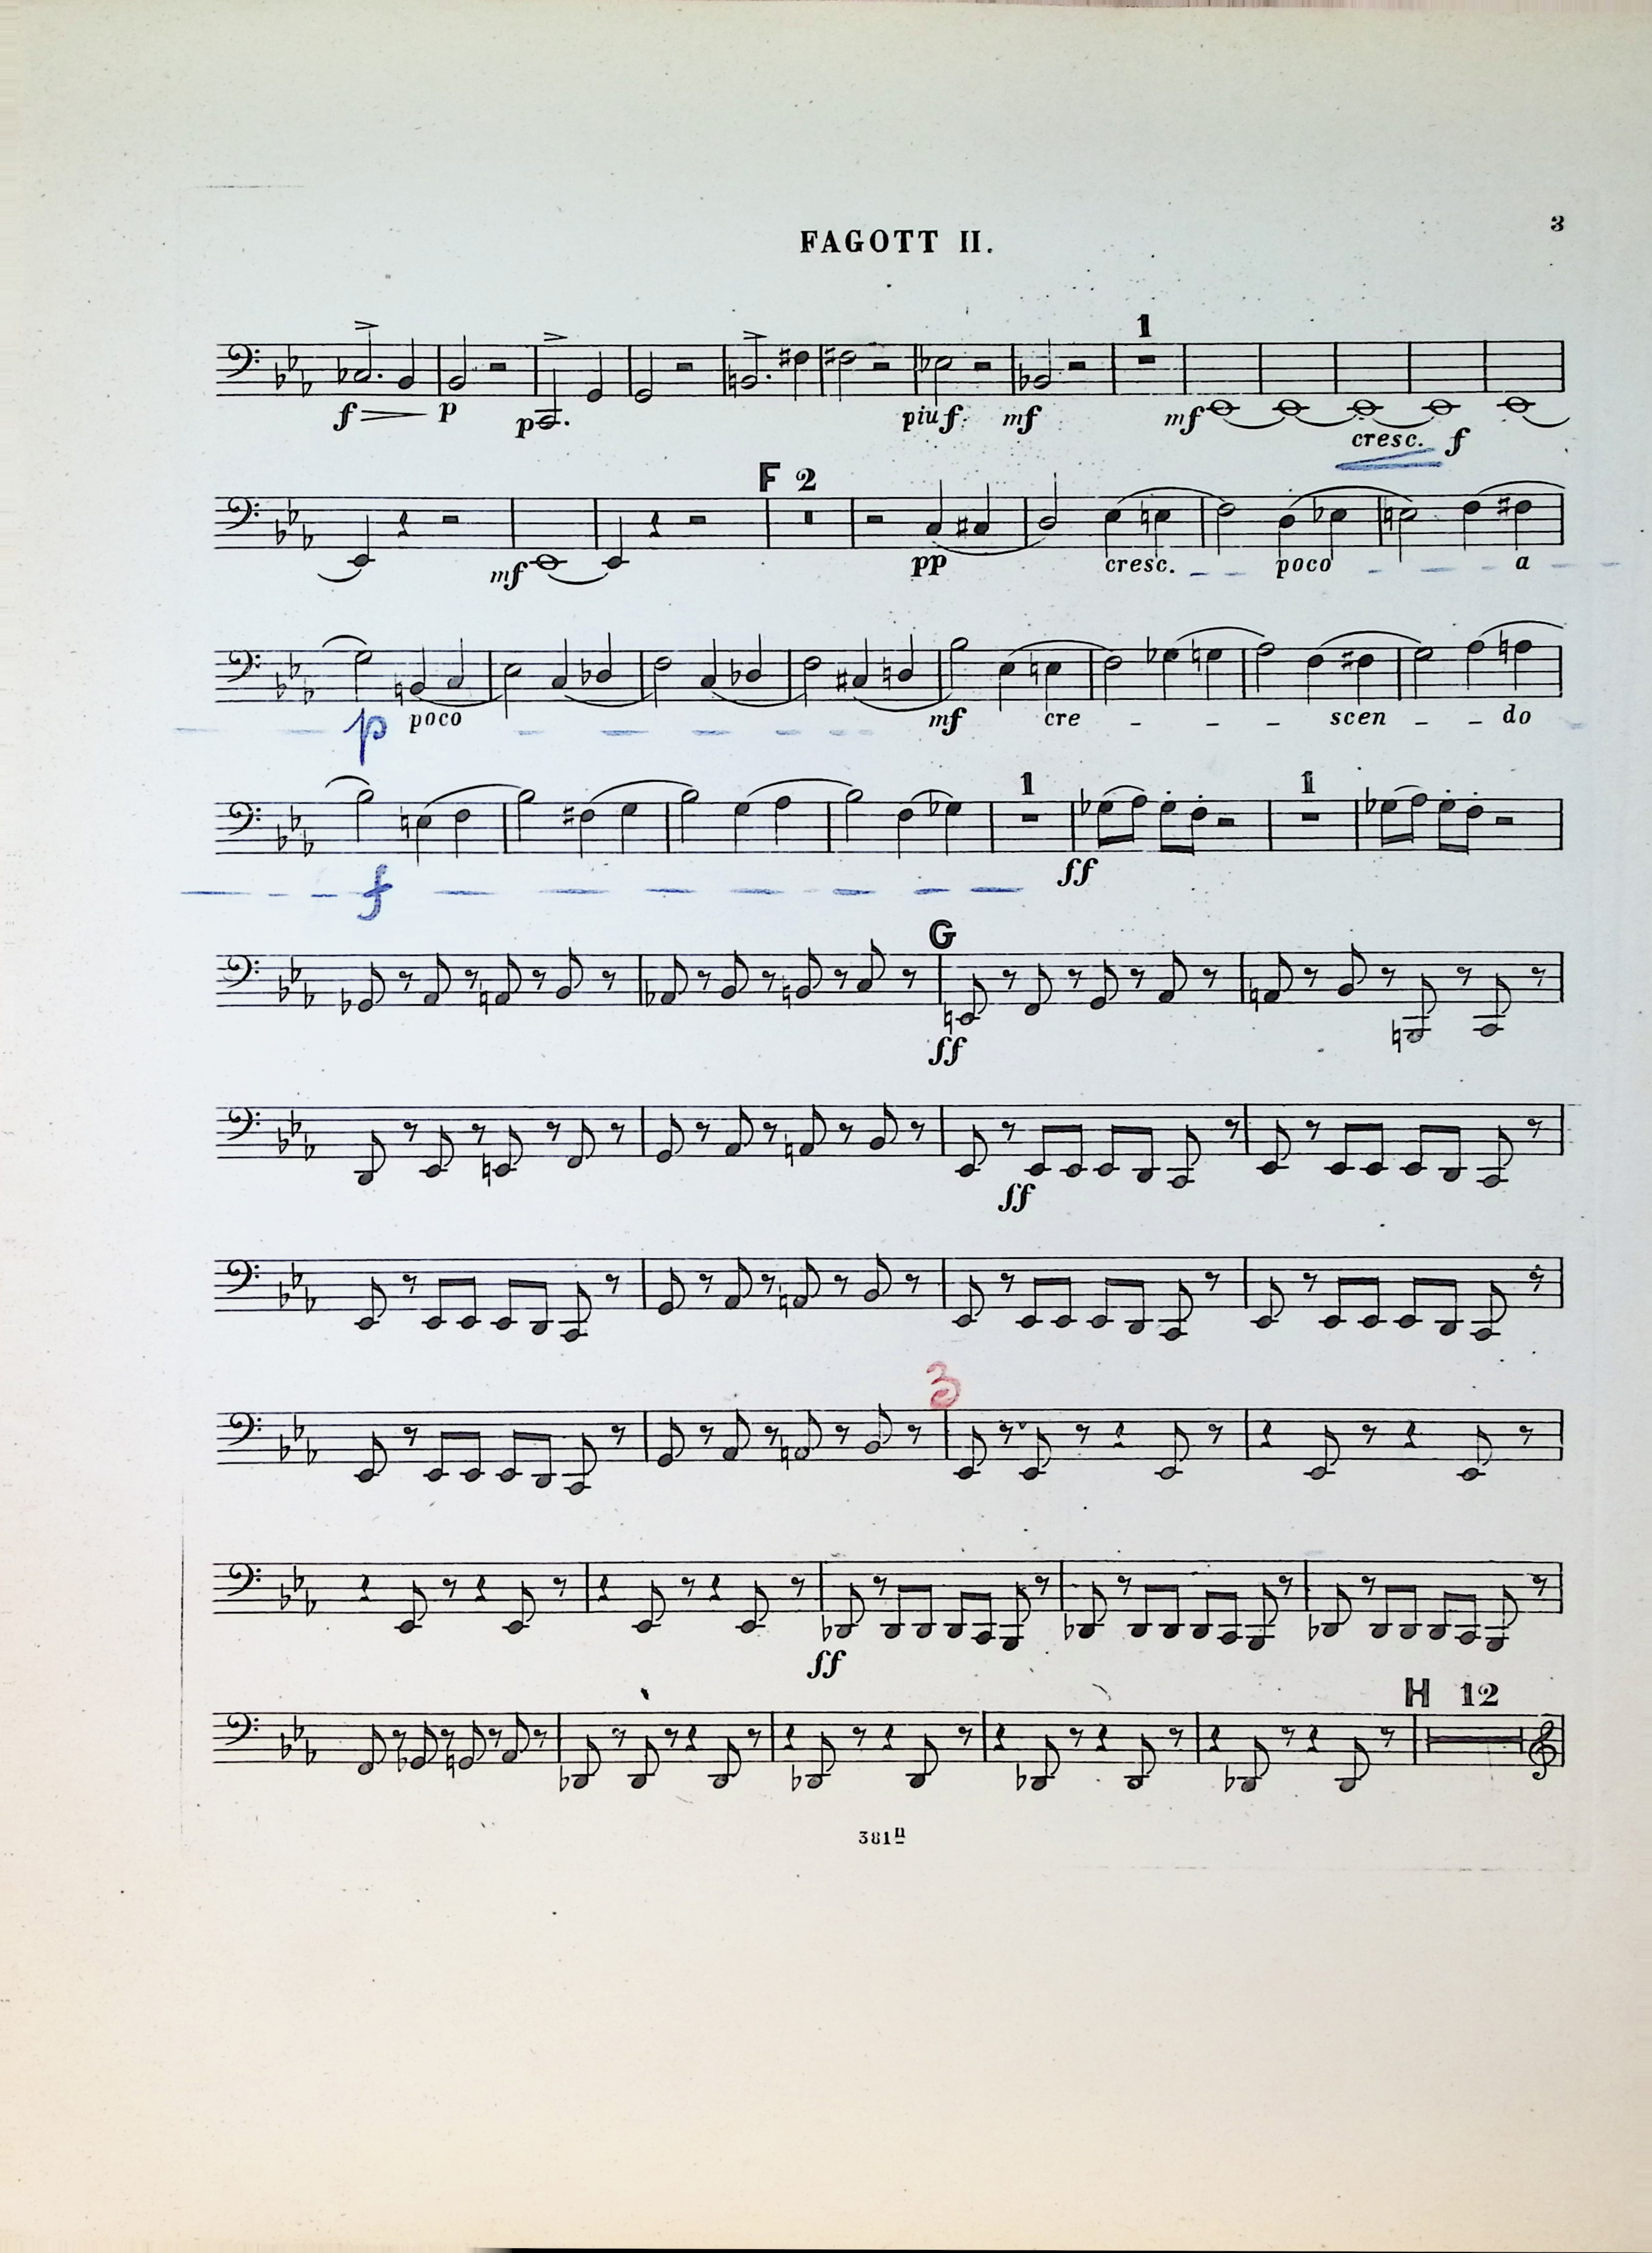 3
FAGOTT II.
1
f p p piu f. mf mf cresc. f
F 2
mf pp cresc. _ _ poco _ _ _ a
p poco mf cre _ _ _ scen _ _ do
1 1
f ff
G
ff
ff
3
ff
H 12
381n